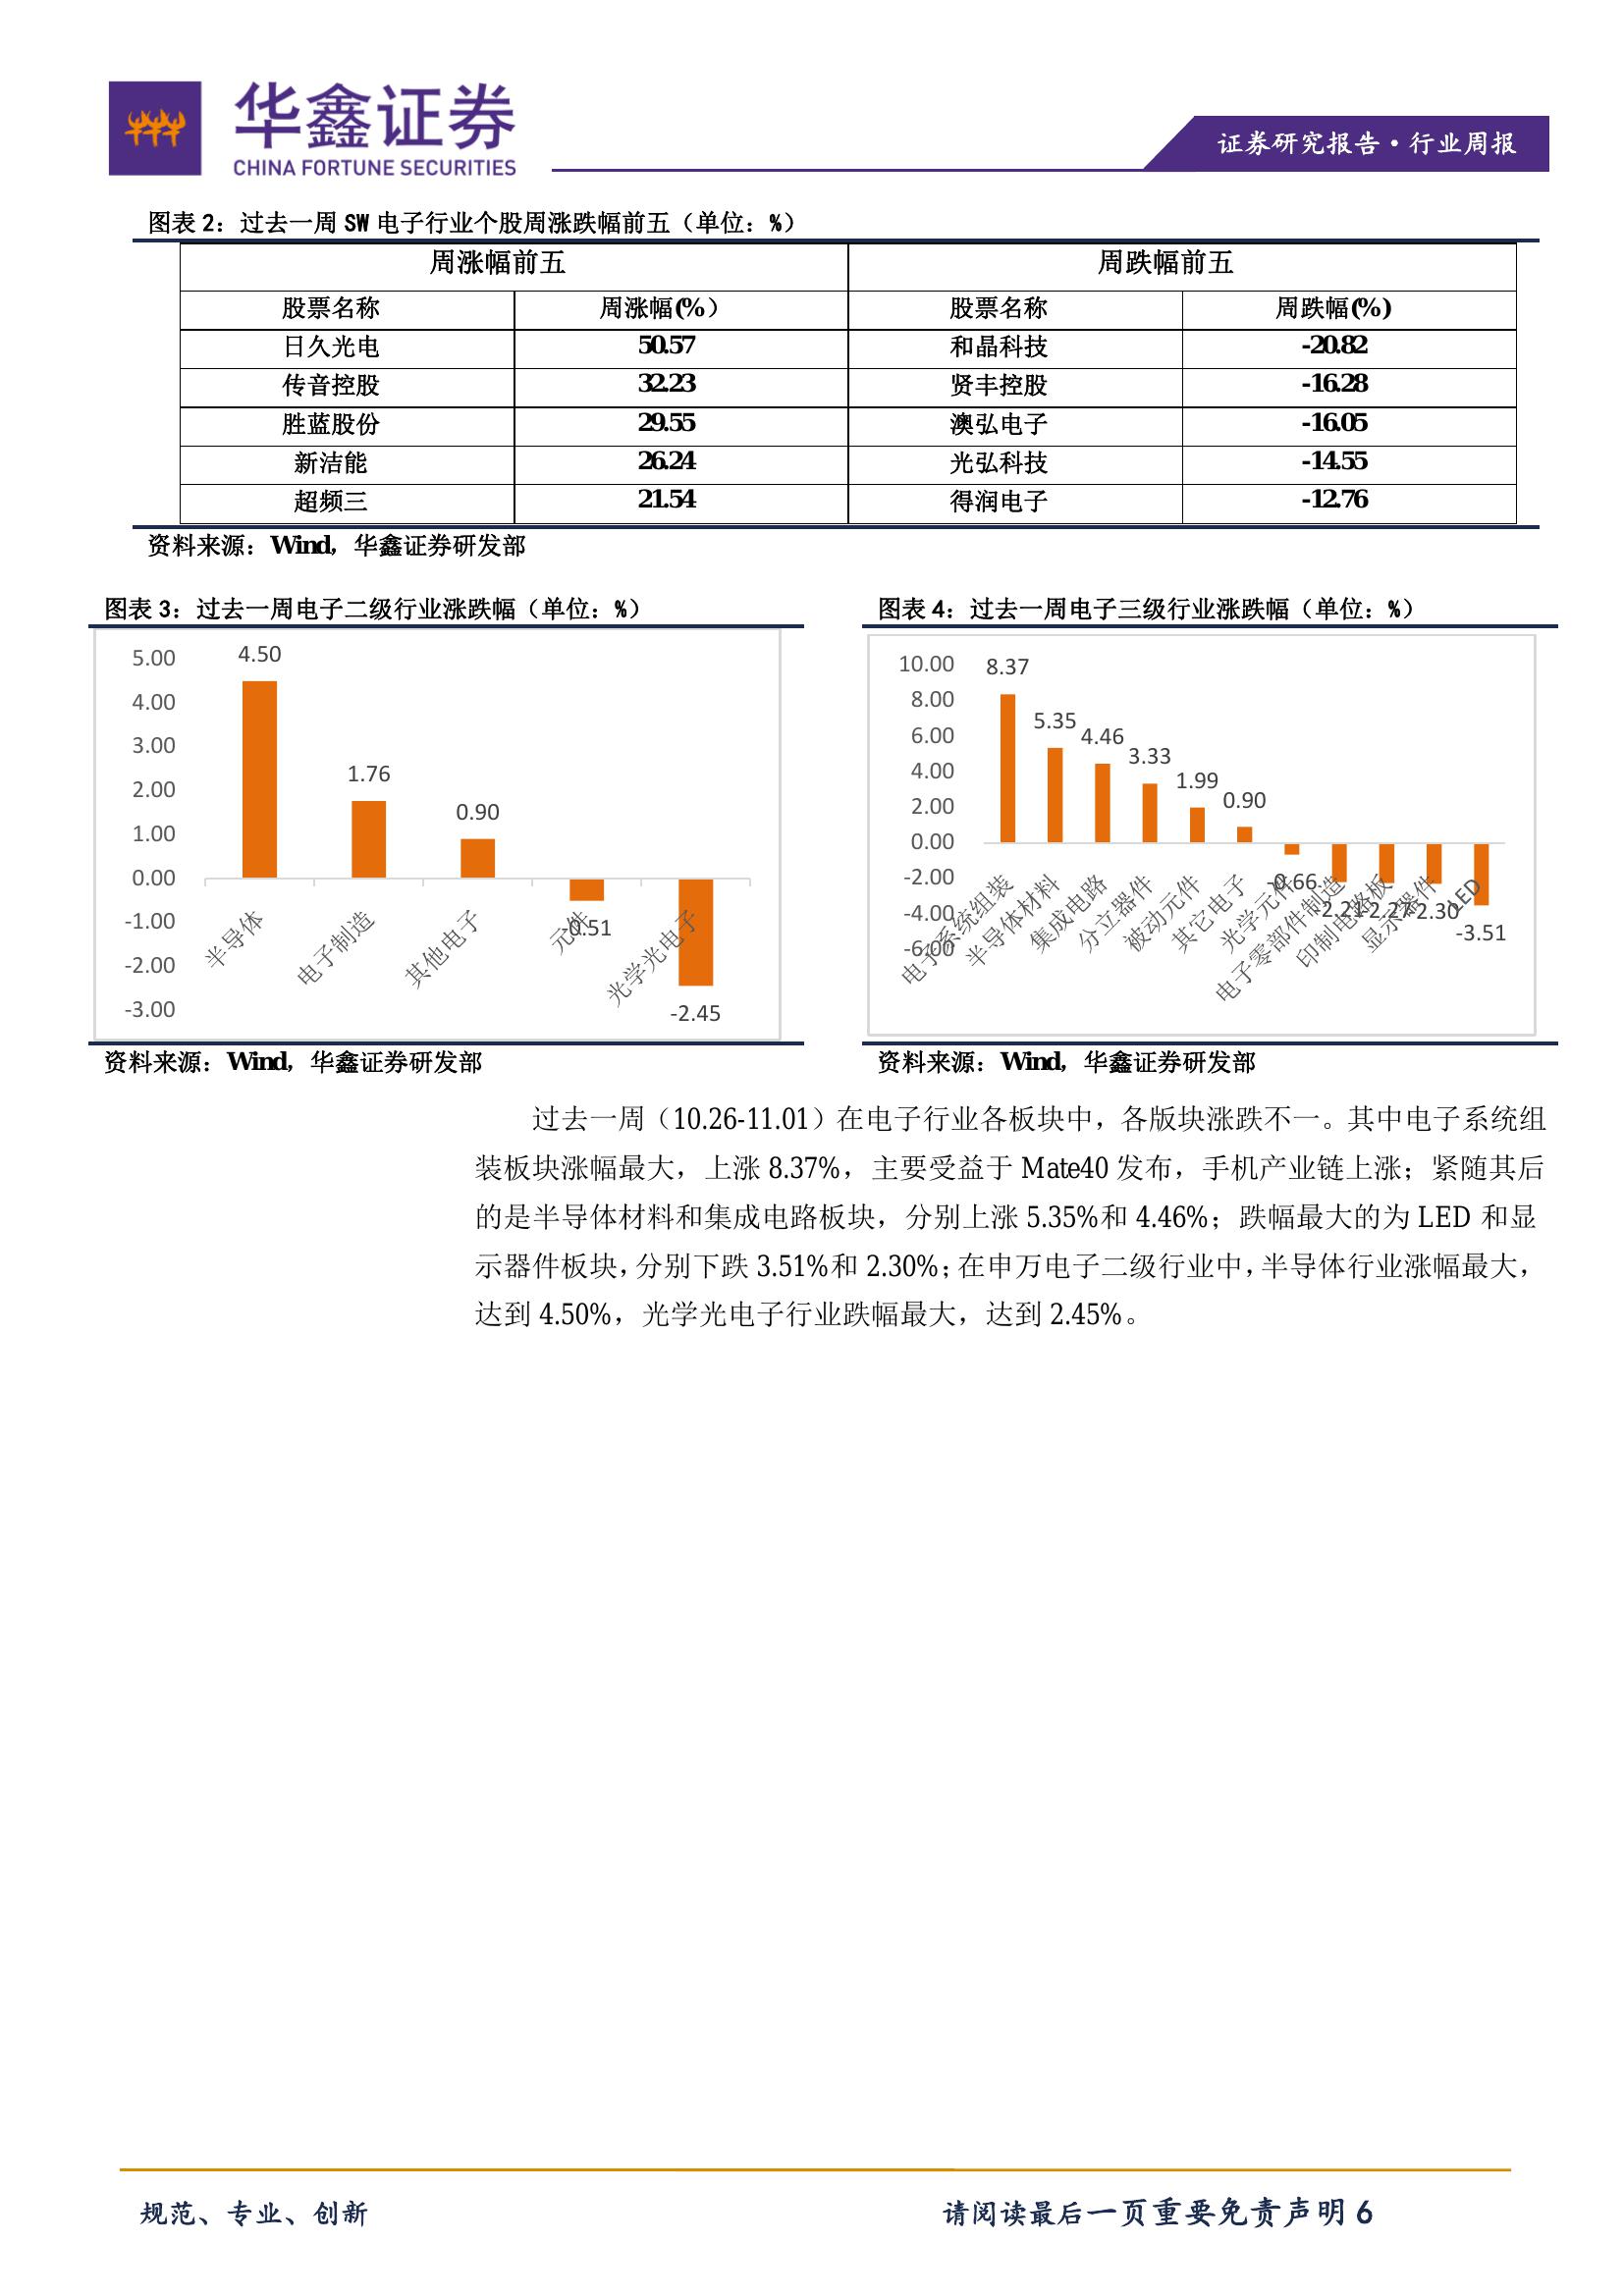 华鑫证券
CHINA FORTUNE SECURITIES
证券研究报告·行业周报
图表 2：过去一周 SW 电子行业个股周涨跌幅前五（单位：%）
周涨幅前五 周跌幅前五
股票名称 周涨幅(%） 股票名称 周跌幅(%)
日久光电 50.57 和晶科技 -20.82
传音控股 32.23 贤丰控股 -16.28
胜蓝股份 29.55 澳弘电子 -16.05
新洁能 26.24 光弘科技 -14.55
超频三 21.54 得润电子 -12.76
资料来源：Wind，华鑫证券研发部
图表 3：过去一周电子二级行业涨跌幅（单位：%）
5.00
4.00
3.00
2.00
1.00
0.00
-1.00
-2.00
-3.00
4.50
1.76
0.90
-0.51
-2.45
半导体
电子制造
其他电子
元件
光学光电子
资料来源：Wind，华鑫证券研发部
图表 4：过去一周电子三级行业涨跌幅（单位：%）
10.00
8.00
6.00
4.00
2.00
0.00
-2.00
-4.00
-6.00
8.37
5.35
4.46
3.33
1.99
0.90
-0.66
-2.21
-2.27
-2.30
-3.51
电子系统组装
半导体材料
集成电路
分立器件
被动元件
其它电子
光学元件
电子零部件制造
印制电路板
显示器件
LED
资料来源：Wind，华鑫证券研发部
过去一周（10.26-11.01）在电子行业各板块中，各版块涨跌不一。其中电子系统组
装板块涨幅最大，上涨 8.37%，主要受益于 Mate40 发布，手机产业链上涨；紧随其后
的是半导体材料和集成电路板块，分别上涨 5.35%和 4.46%；跌幅最大的为 LED 和显
示器件板块，分别下跌 3.51%和 2.30%；在申万电子二级行业中，半导体行业涨幅最大，
达到 4.50%，光学光电子行业跌幅最大，达到 2.45%。
规范、专业、创新
请阅读最后一页重要免责声明 6